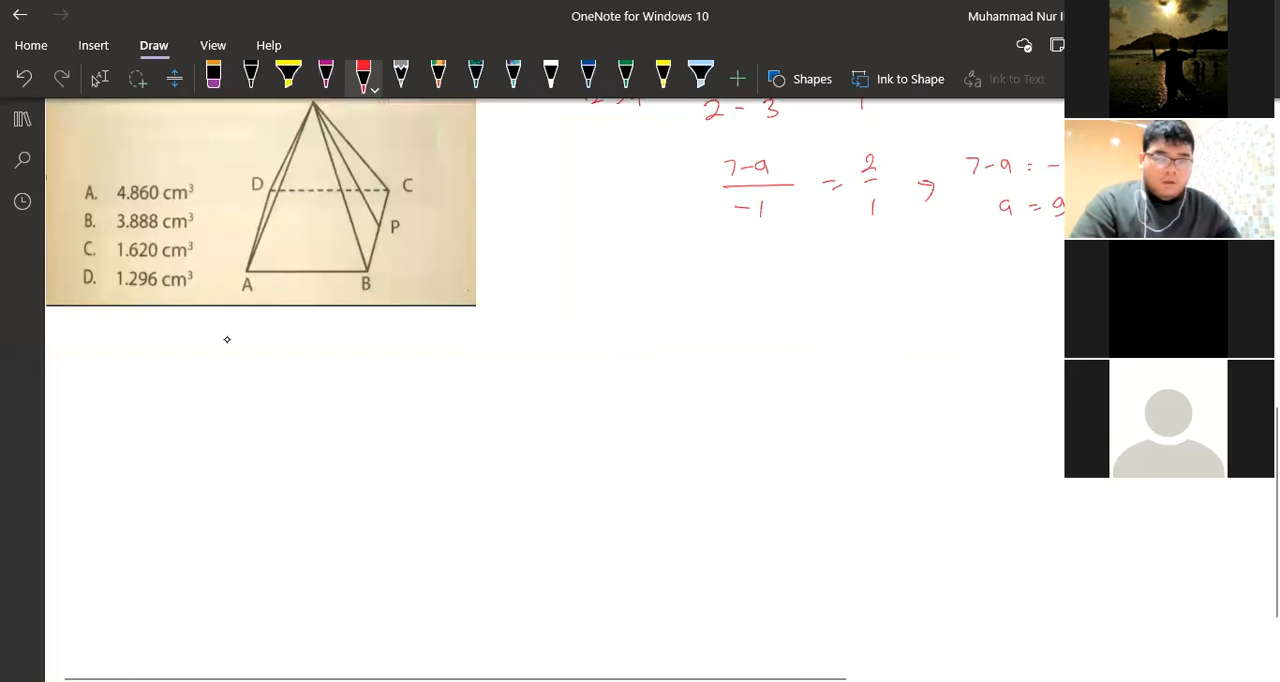 OneNote for Windows 10
Muhammad Nur
Home Insert Draw View Help
Shapes Ink to Shape Ink to Text
2 - 3 1
7-a = 2 7-a = -
-1 1 a = 9
D C
P
A B
A. 4.860 cm³
B. 3.888 cm³
C. 1.620 cm³
D. 1.296 cm³